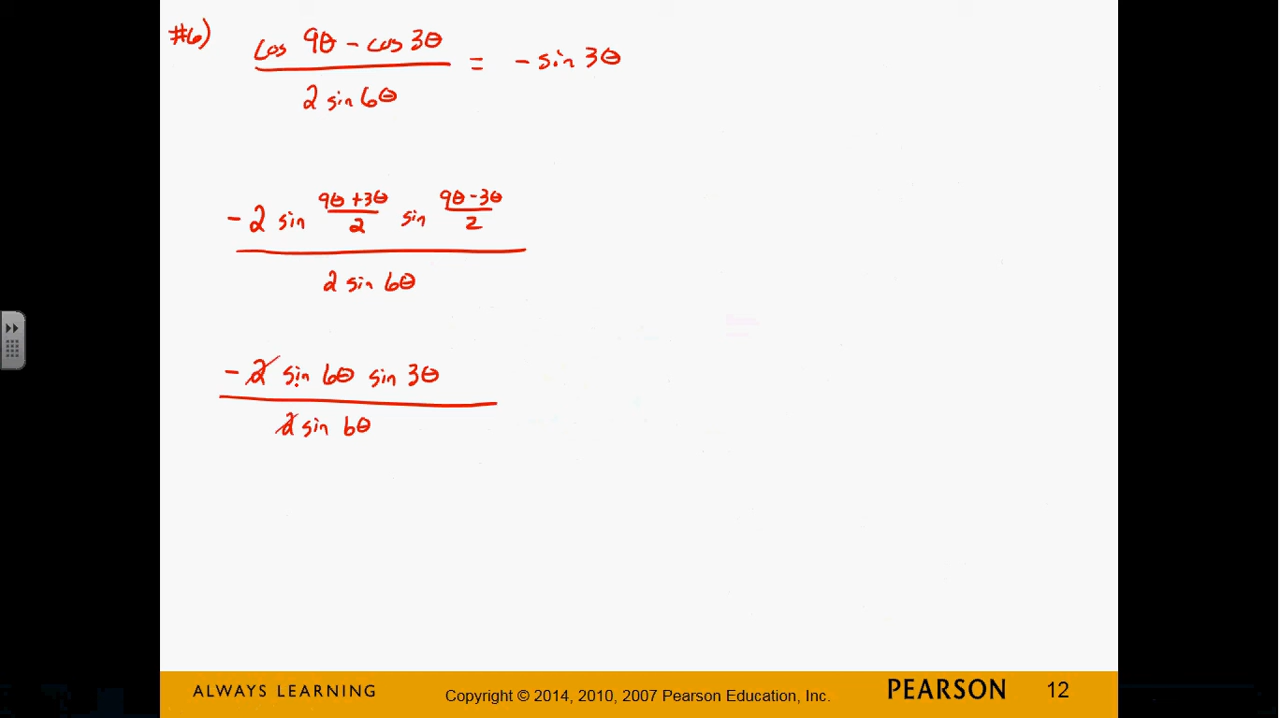 #6)
cos 9θ - cos 3θ
= - sin 3θ
2 sin 6θ
- 2 sin 9θ + 3θ / 2 sin 9θ - 3θ / 2
2 sin 6θ
- 2 sin 6θ sin 3θ
2 sin 6θ
ALWAYS LEARNING
Copyright © 2014, 2010, 2007 Pearson Education, Inc.
PEARSON
12